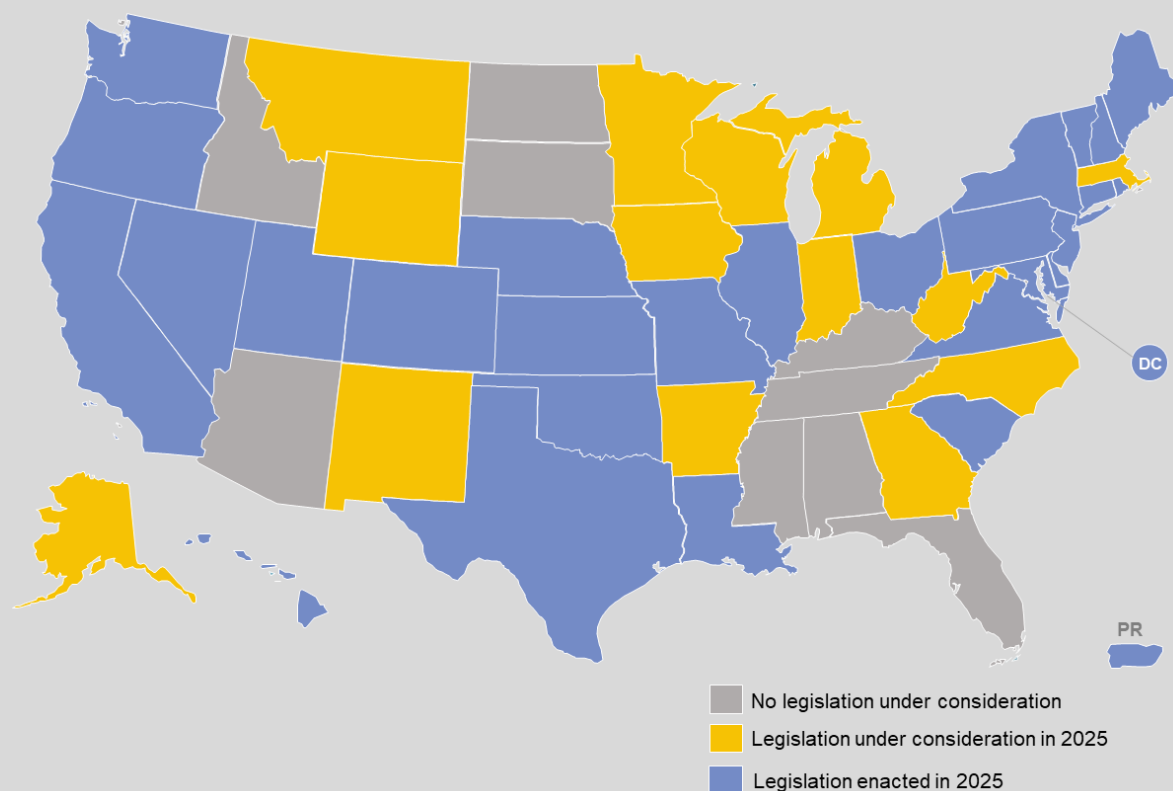 DC
PR
No legislation under consideration
Legislation under consideration in 2025
Legislation enacted in 2025